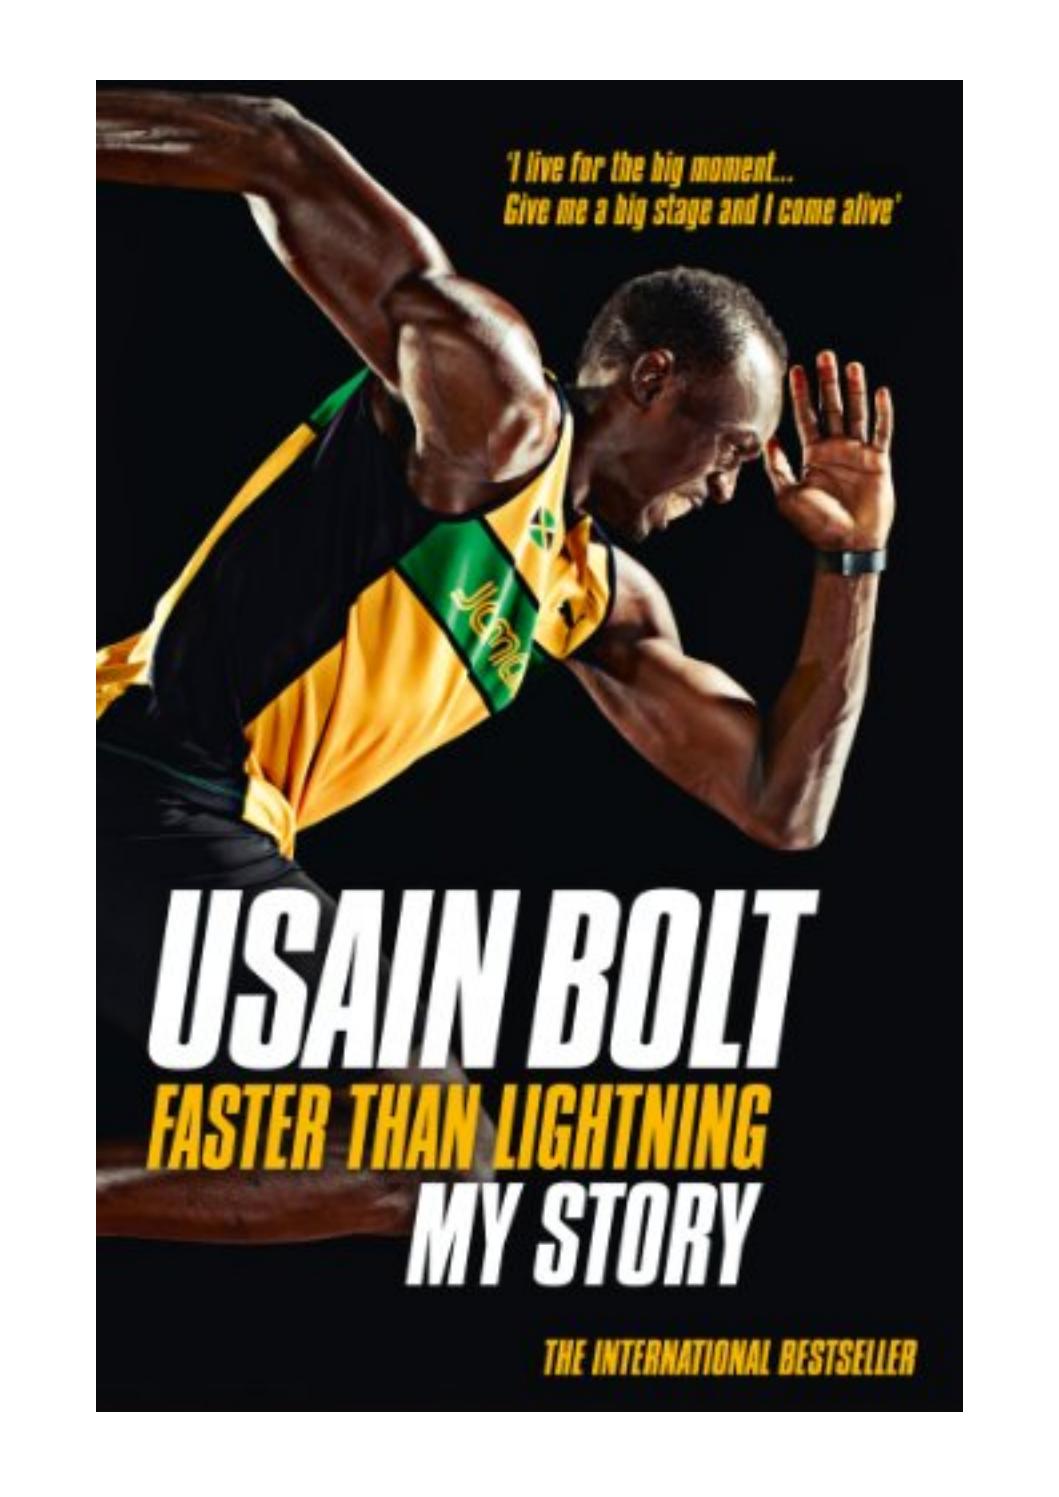 'I live for the big moment...
Give me a big stage and I come alive'
USAIN BOLT
FASTER THAN LIGHTNING
MY STORY
THE INTERNATIONAL BESTSELLER